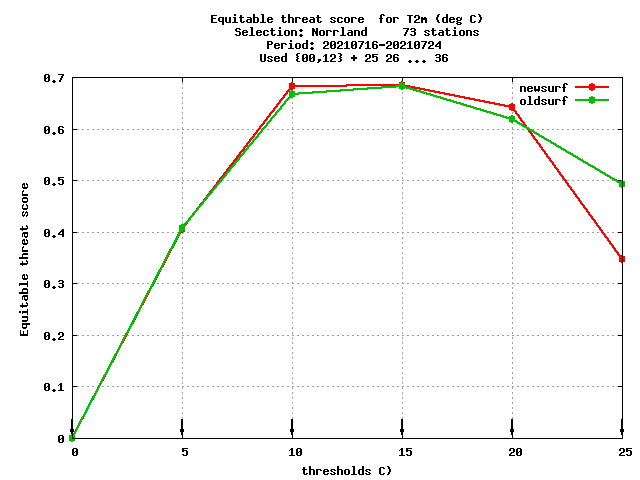 Equitable threat score  for T2m (deg C)
Selection: Norrland     73 stations
Period: 20210716-20210724
Used {00,12} + 25 26 ... 36
newsurf
oldsurf
0.7
0.6
0.5
0.4
0.3
0.2
0.1
0
Equitable threat score
0 5 10 15 20 25
thresholds C)